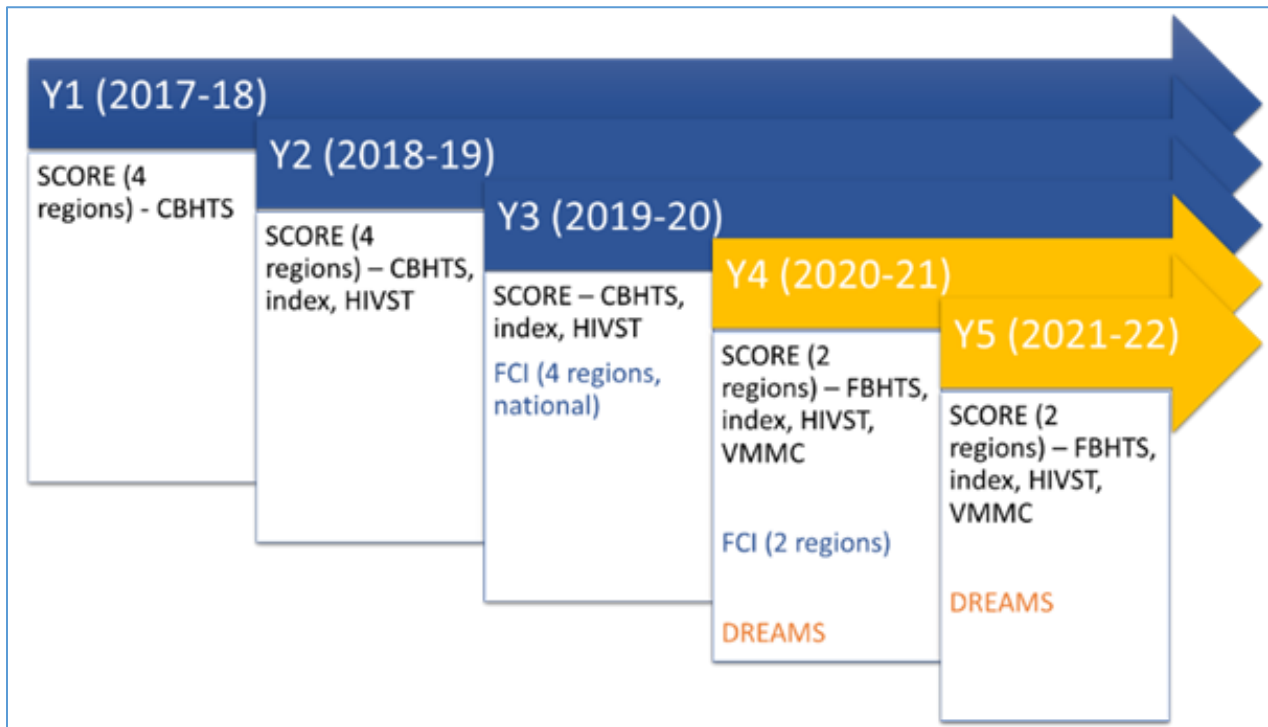 Y1 (2017-18)
SCORE (4
regions) - CBHTS
Y2 (2018-19)
SCORE (4
regions) – CBHTS,
index, HIVST
Y3 (2019-20)
SCORE – CBHTS,
index, HIVST
FCI (4 regions,
national)
Y4 (2020-21)
SCORE (2
regions) – FBHTS,
index, HIVST,
VMMC
FCI (2 regions)
DREAMS
Y5 (2021-22)
SCORE (2
regions) – FBHTS,
index, HIVST,
VMMC
DREAMS